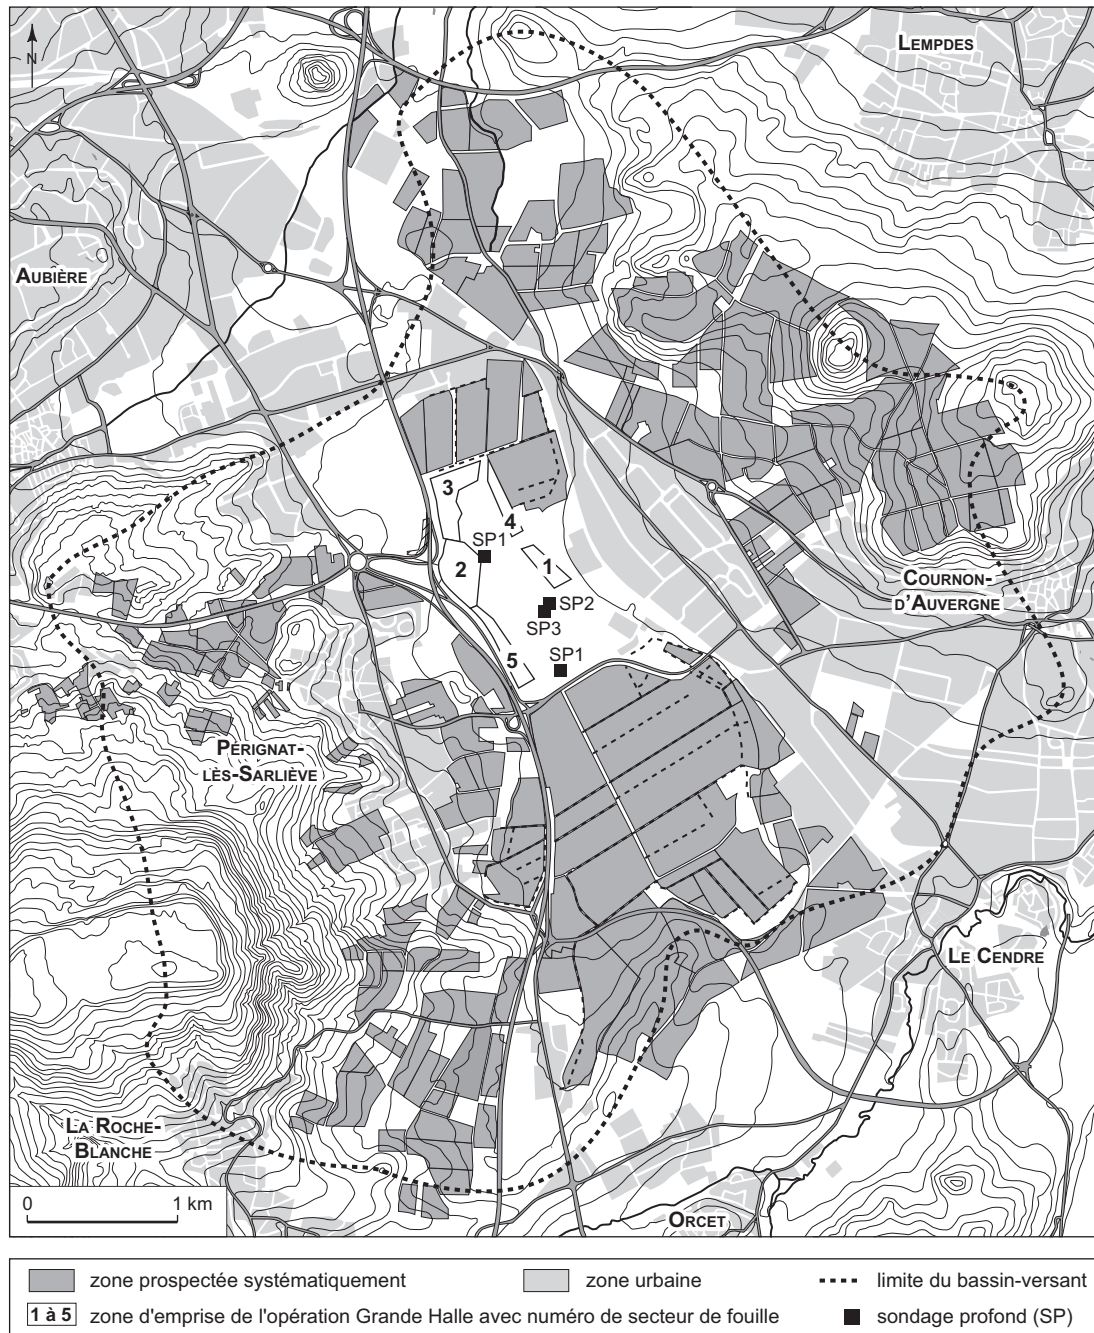 LEMPDES
N
AUBIÈRE
3
4
SP1
2
1
COURNON-
D'AUVERGNE
SP2
SP3
5
SP1
PÉRIGNAT-
LÈS-SARLIÈVE
LE CENDRE
LA ROCHE-
BLANCHE
0 1 km
ORCET
zone prospectée systématiquement
zone urbaine
limite du bassin-versant
1 à 5 zone d'emprise de l'opération Grande Halle avec numéro de secteur de fouille
sondage profond (SP)